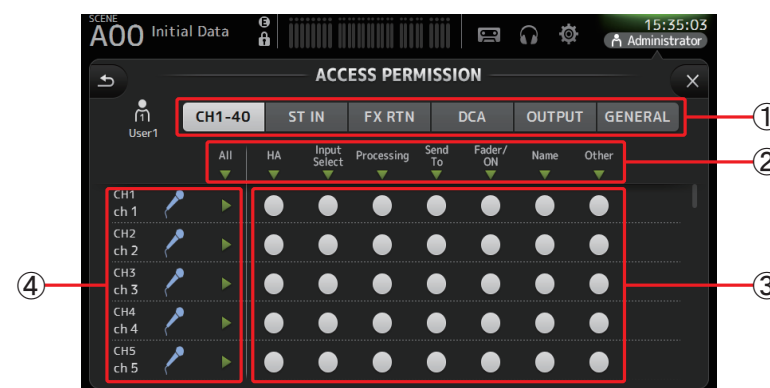 SCENE
A00 Initial Data E 15:35:03
Administrator
ACCESS PERMISSION
1
User1
CH1-40 ST IN FX RTN DCA OUTPUT GENERAL ①
All HA Input Select Processing Send To Fader/ON Name Other ②
CH1
ch 1
CH2
ch 2
CH3
ch 3
④ ③
CH4
ch 4
CH5
ch 5